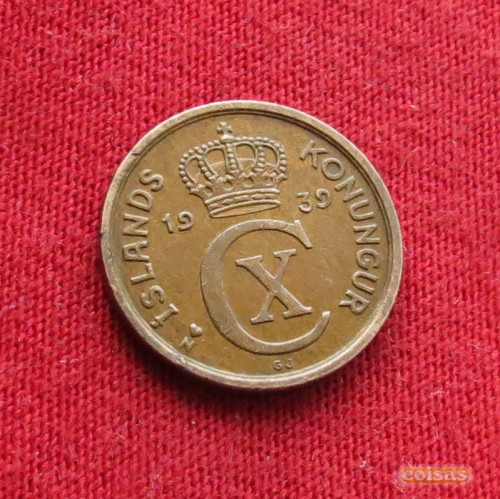 ÍSLANDS KONUNGUR
19 39
CX
N GJ
coisas